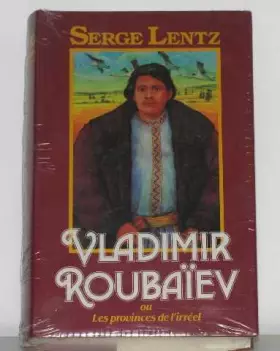 SERGE LENTZ
VLADIMIR
ROUBAÏEV
ou
Les provinces de l'irréel